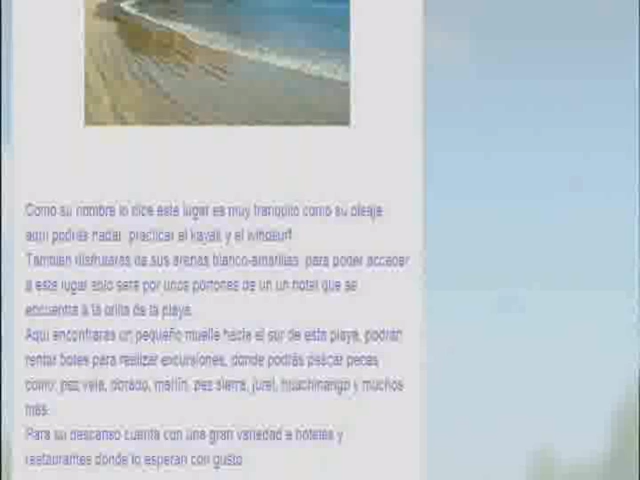 Como su nombre lo dice este lugar es muy tranquilo como su oleaje
aqui podras nadar, practicar el kayak y el windsurf
Tambien disfrutaras de sus arenas blanco-amarillas, para poder acceder
a este lugar solo sera por unos portones de un un hotel que se
encuentra a la orilla de la playa.
Aqui encontraras un pequeño muelle hacia el sur de esta playa, podran
rentar botes para realizar excursiones, donde podrás pescar peces
como: pez vela, dorado, marlin, pez sierra, jurel, huachinango y muchos
más.
Para su descanso cuenta con una gran variedad e hoteles y
restaurantes donde lo esperan con gusto